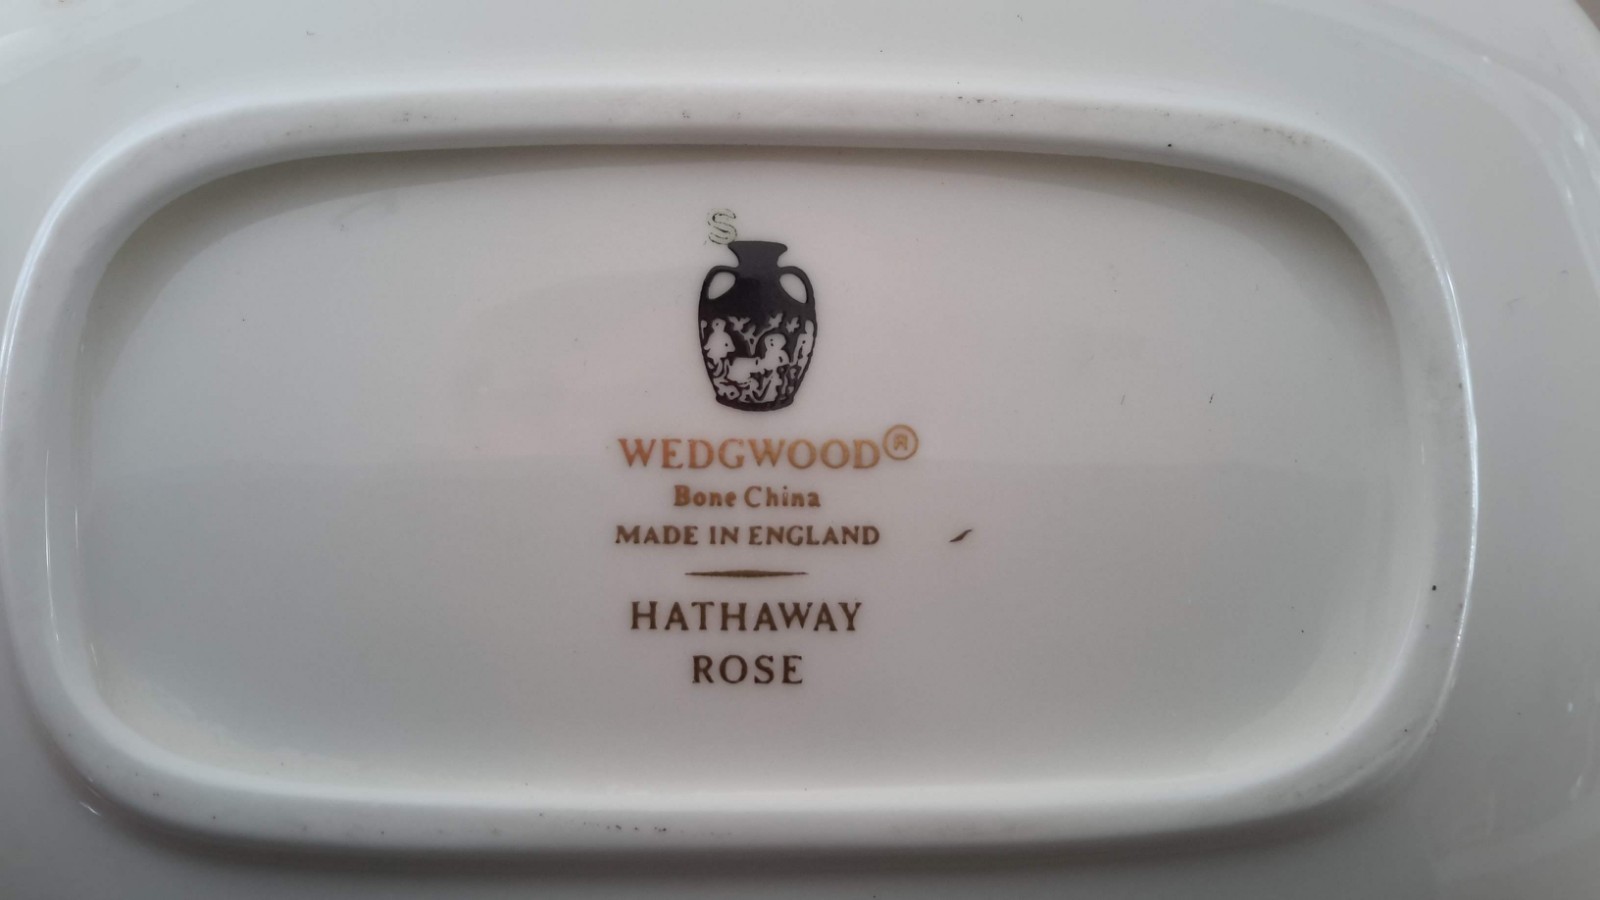 S
WEDGWOOD®
Bone China
MADE IN ENGLAND
HATHAWAY
ROSE